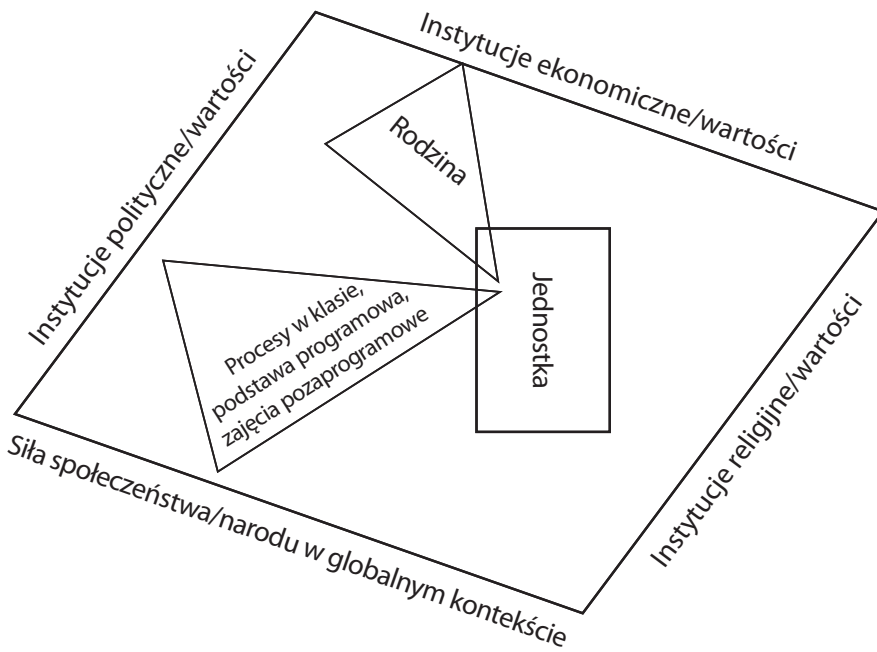 Instytucje ekonomiczne/wartości
Instytucje polityczne/wartości
Rodzina
Jednostka
Procesy w klasie,
podstawa programowa,
zajęcia pozaprogramowe
Instytucje religijne/wartości
Siła społeczeństwa/narodu w globalnym kontekście